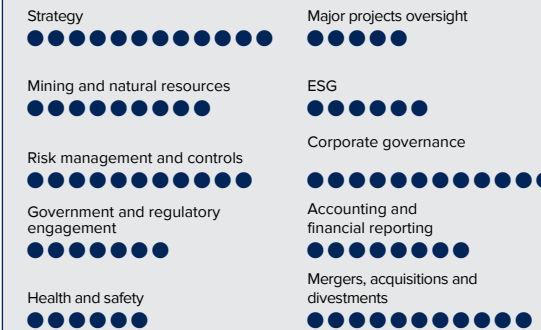 Strategy
Mining and natural resources
Risk management and controls
Government and regulatory
engagement
Health and safety
Major projects oversight
ESG
Corporate governance
Accounting and
financial reporting
Mergers, acquisitions and
divestments